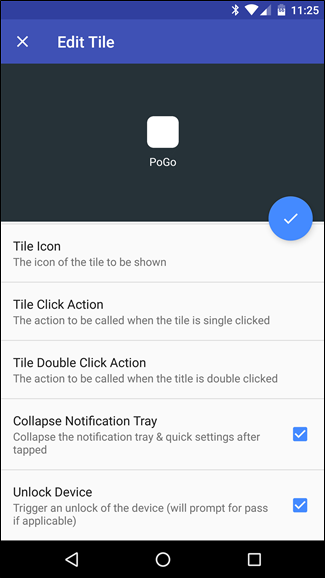 11:25
Edit Tile
PoGo
Tile Icon
The icon of the tile to be shown
Tile Click Action
The action to be called when the tile is single clicked
Tile Double Click Action
The action to be called when the title is double clicked
Collapse Notification Tray
Collapse the notification tray & quick settings after
tapped
Unlock Device
Trigger an unlock of the device (will prompt for pass
if applicable)